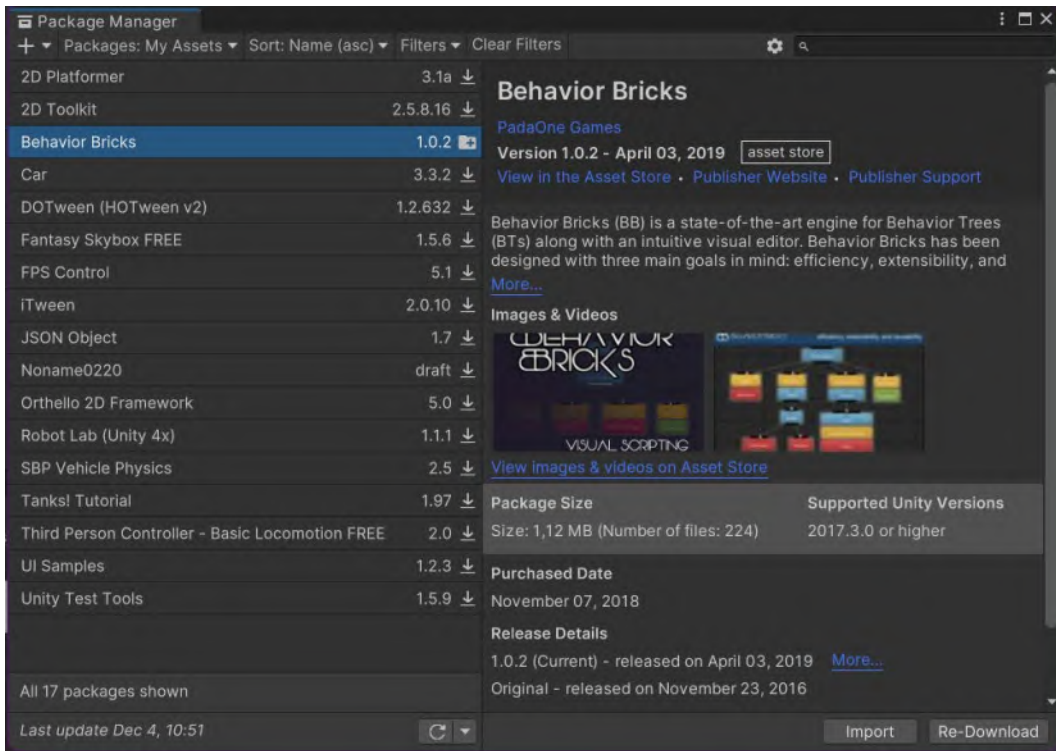 Package Manager
+ Packages: My Assets Sort: Name (asc) Filters Clear Filters
2D Platformer 3.1a
2D Toolkit 2.5.8.16
Behavior Bricks 1.0.2
Car 3.3.2
DOTween (HOTween v2) 1.2.632
Fantasy Skybox FREE 1.5.6
FPS Control 5.1
iTween 2.0.10
JSON Object 1.7
Noname0220 draft
Orthello 2D Framework 5.0
Robot Lab (Unity 4x) 1.1.1
SBP Vehicle Physics 2.5
Tanks! Tutorial 1.97
Third Person Controller - Basic Locomotion FREE 2.0
UI Samples 1.2.3
Unity Test Tools 1.5.9
All 17 packages shown
Last update Dec 4, 10:51
Behavior Bricks
PadaOne Games
Version 1.0.2 - April 03, 2019 asset store
View in the Asset Store • Publisher Website • Publisher Support
Behavior Bricks (BB) is a state-of-the-art engine for Behavior Trees
(BTs) along with an intuitive visual editor. Behavior Bricks has been
designed with three main goals in mind: efficiency, extensibility, and
More...
Images & Videos
BEHAVIOR
BRICKS
VISUAL SCRIPTING
View images & videos on Asset Store
Package Size Supported Unity Versions
Size: 1,12 MB (Number of files: 224) 2017.3.0 or higher
Purchased Date
November 07, 2018
Release Details
1.0.2 (Current) - released on April 03, 2019 More...
Original - released on November 23, 2016
Import Re-Download